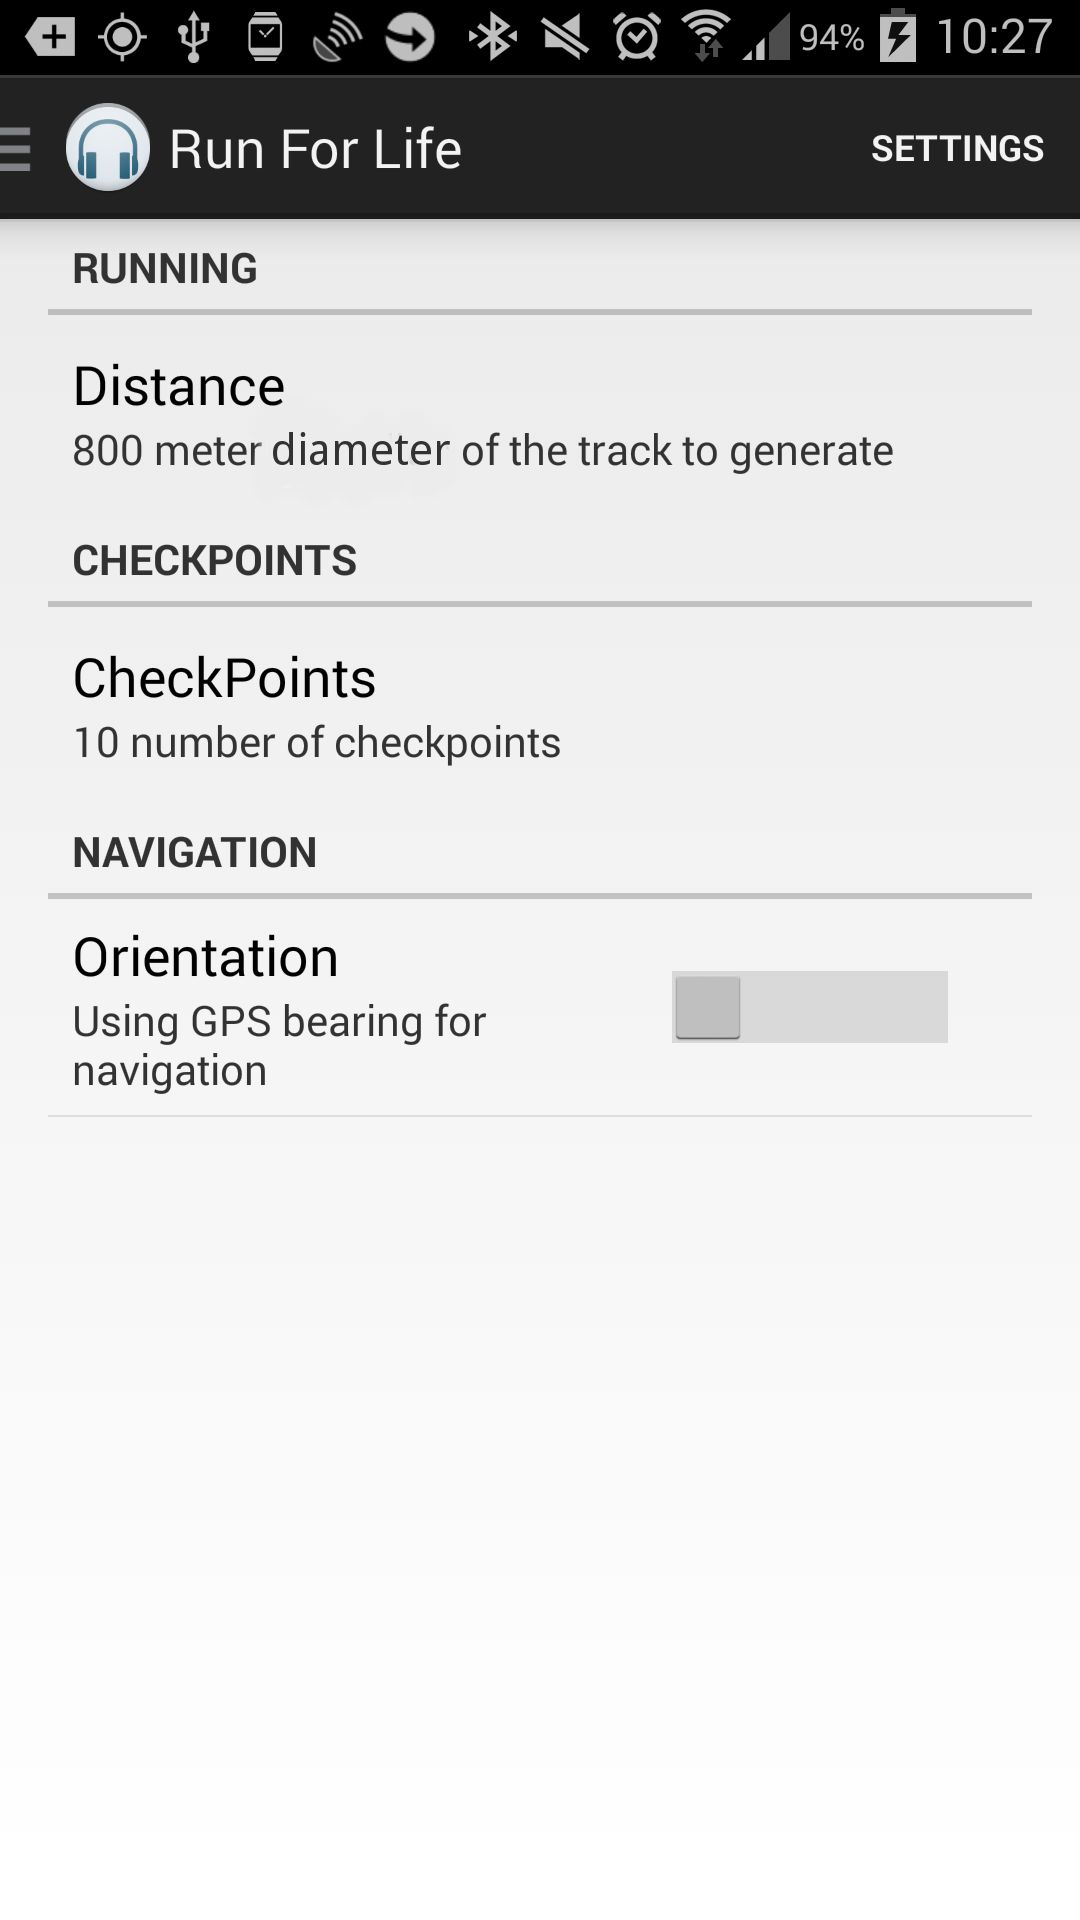 94% 10:27
Run For Life SETTINGS
RUNNING
Distance
800 meter diameter of the track to generate
CHECKPOINTS
CheckPoints
10 number of checkpoints
NAVIGATION
Orientation
Using GPS bearing for
navigation